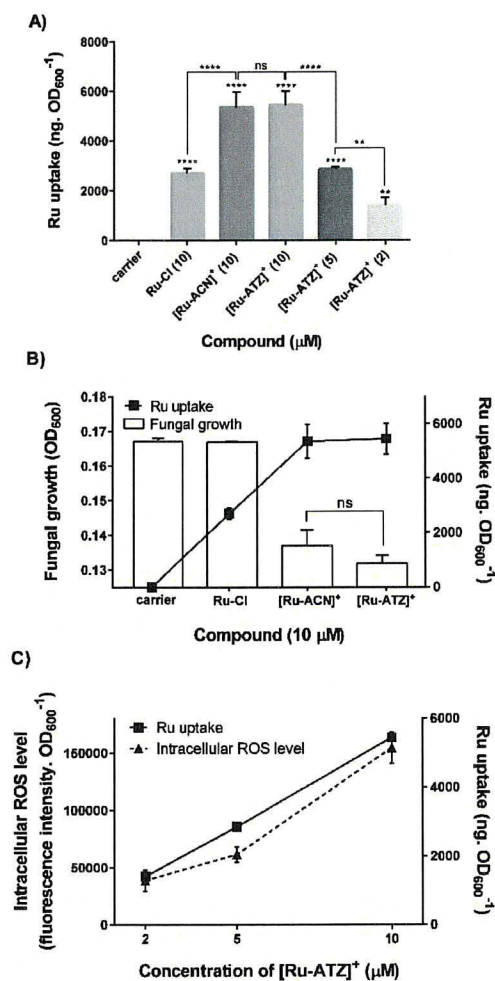 A)
Ru uptake (ng. OD600-1)
8000
6000
4000
2000
0
**** ns ****
**** **** **** **** **
**
carrier
Ru-Cl (10)
[Ru-ACN]+ (10)
[Ru-ATZ]+ (10)
[Ru-ATZ]+ (5)
[Ru-ATZ]+ (2)
Compound (µM)
B)
Fungal growth (OD600)
0.18
0.17
0.16
0.15
0.14
0.13
Ru uptake
Fungal growth
ns
6000
4000
2000
0
Ru uptake (ng. OD600-1)
carrier Ru-Cl [Ru-ACN]+ [Ru-ATZ]+
Compound (10 µM)
C)
Intracellular ROS level
(fluorescence intensity. OD600-1)
150000
100000
50000
0
Ru uptake
Intracellular ROS level
6000
4000
2000
0
Ru uptake (ng. OD600-1)
2 5 10
Concentration of [Ru-ATZ]+ (µM)